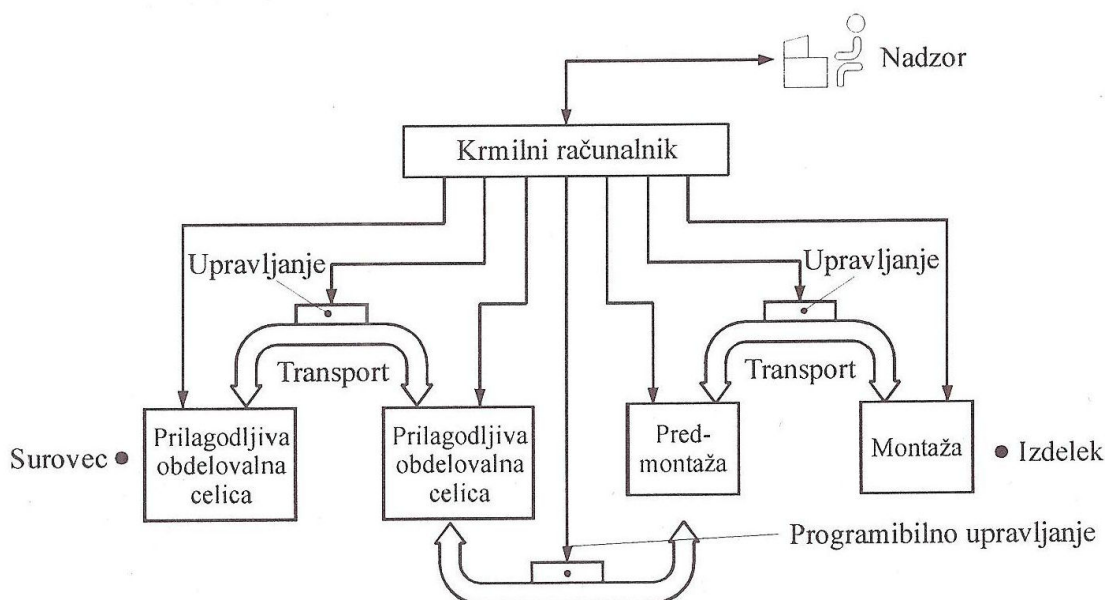 Nadzor
Krmilni računalnik
Upravljanje
Upravljanje
Transport
Transport
Surovec
Prilagodljiva
obdelovalna
celica
Prilagodljiva
obdelovalna
celica
Pred-
montaža
Montaža
Izdelek
Programibilno upravljanje